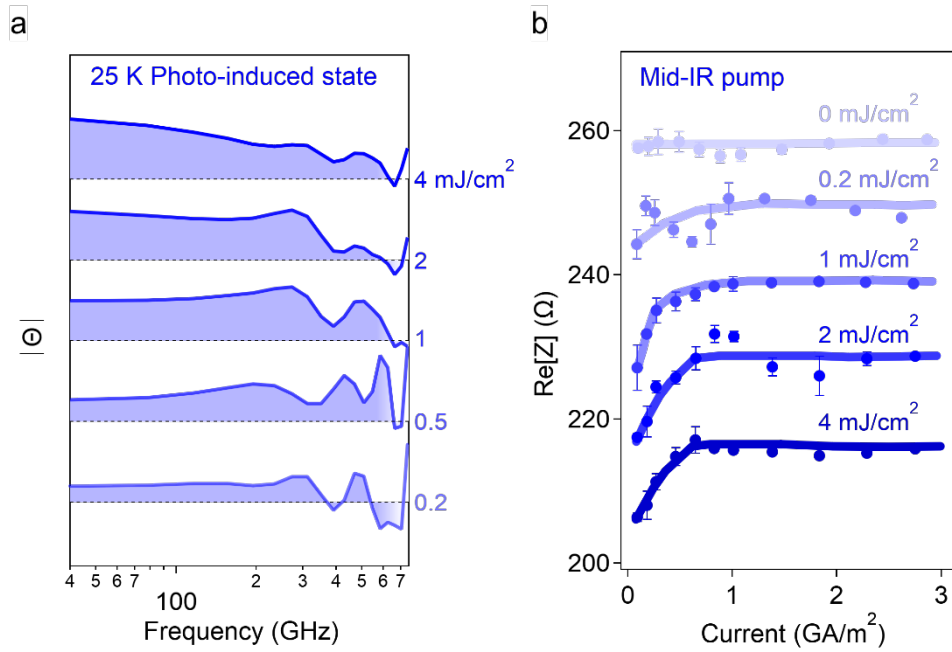 a
25 K Photo-induced state
4 mJ/cm²
2
1
0.5
0.2
|Θ|
4 5 6 7 2 3 4 5 6 7
100
Frequency (GHz)
b
Mid-IR pump
0 mJ/cm²
0.2 mJ/cm²
1 mJ/cm²
2 mJ/cm²
4 mJ/cm²
260
240
220
200
Re[Z] (Ω)
0 1 2 3
Current (GA/m²)